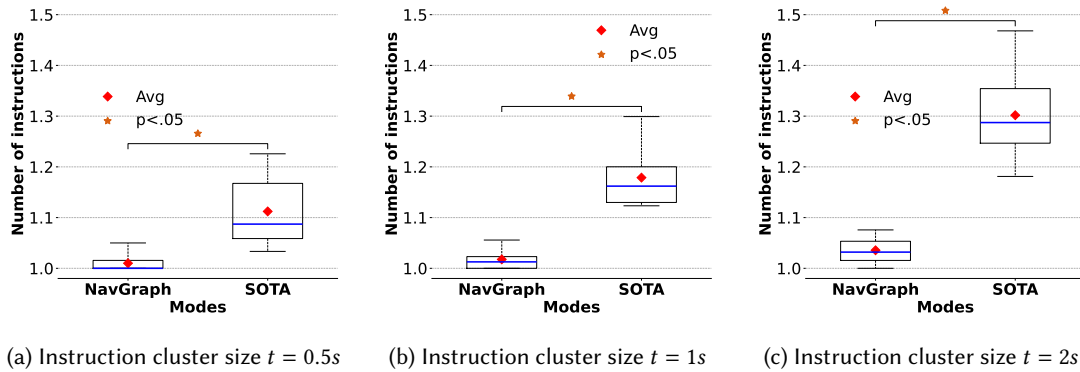 Number of instructions
1.5
1.4
1.3
1.2
1.1
1.0
Avg
p<.05
NavGraph SOTA
Modes
(a) Instruction cluster size t = 0.5s
Number of instructions
1.5
1.4
1.3
1.2
1.1
1.0
Avg
p<.05
NavGraph SOTA
Modes
(b) Instruction cluster size t = 1s
Number of instructions
1.5
1.4
1.3
1.2
1.1
1.0
Avg
p<.05
NavGraph SOTA
Modes
(c) Instruction cluster size t = 2s